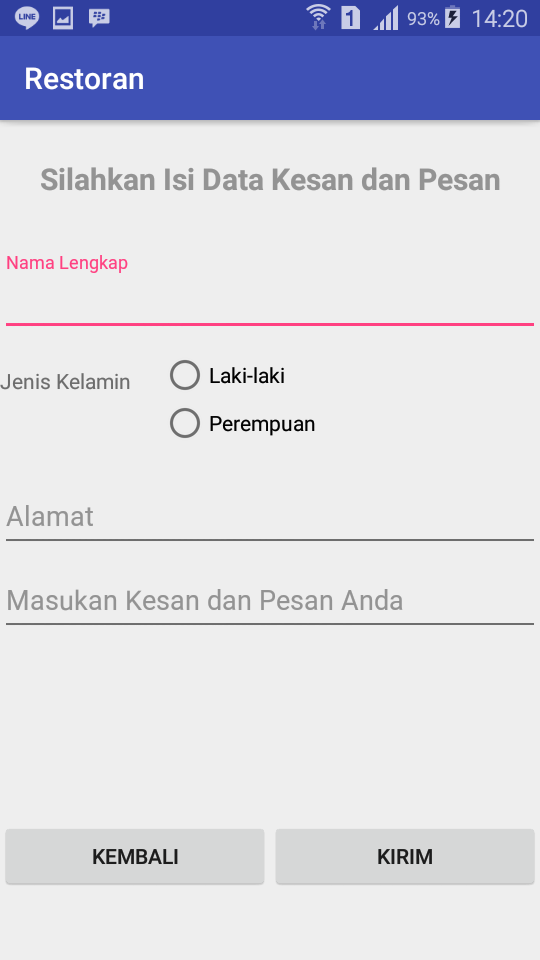 LINE
1
93%
14:20
Restoran
Silahkan Isi Data Kesan dan Pesan
Nama Lengkap
Jenis Kelamin
Laki-laki
Perempuan
Alamat
Masukan Kesan dan Pesan Anda
KEMBALI
KIRIM